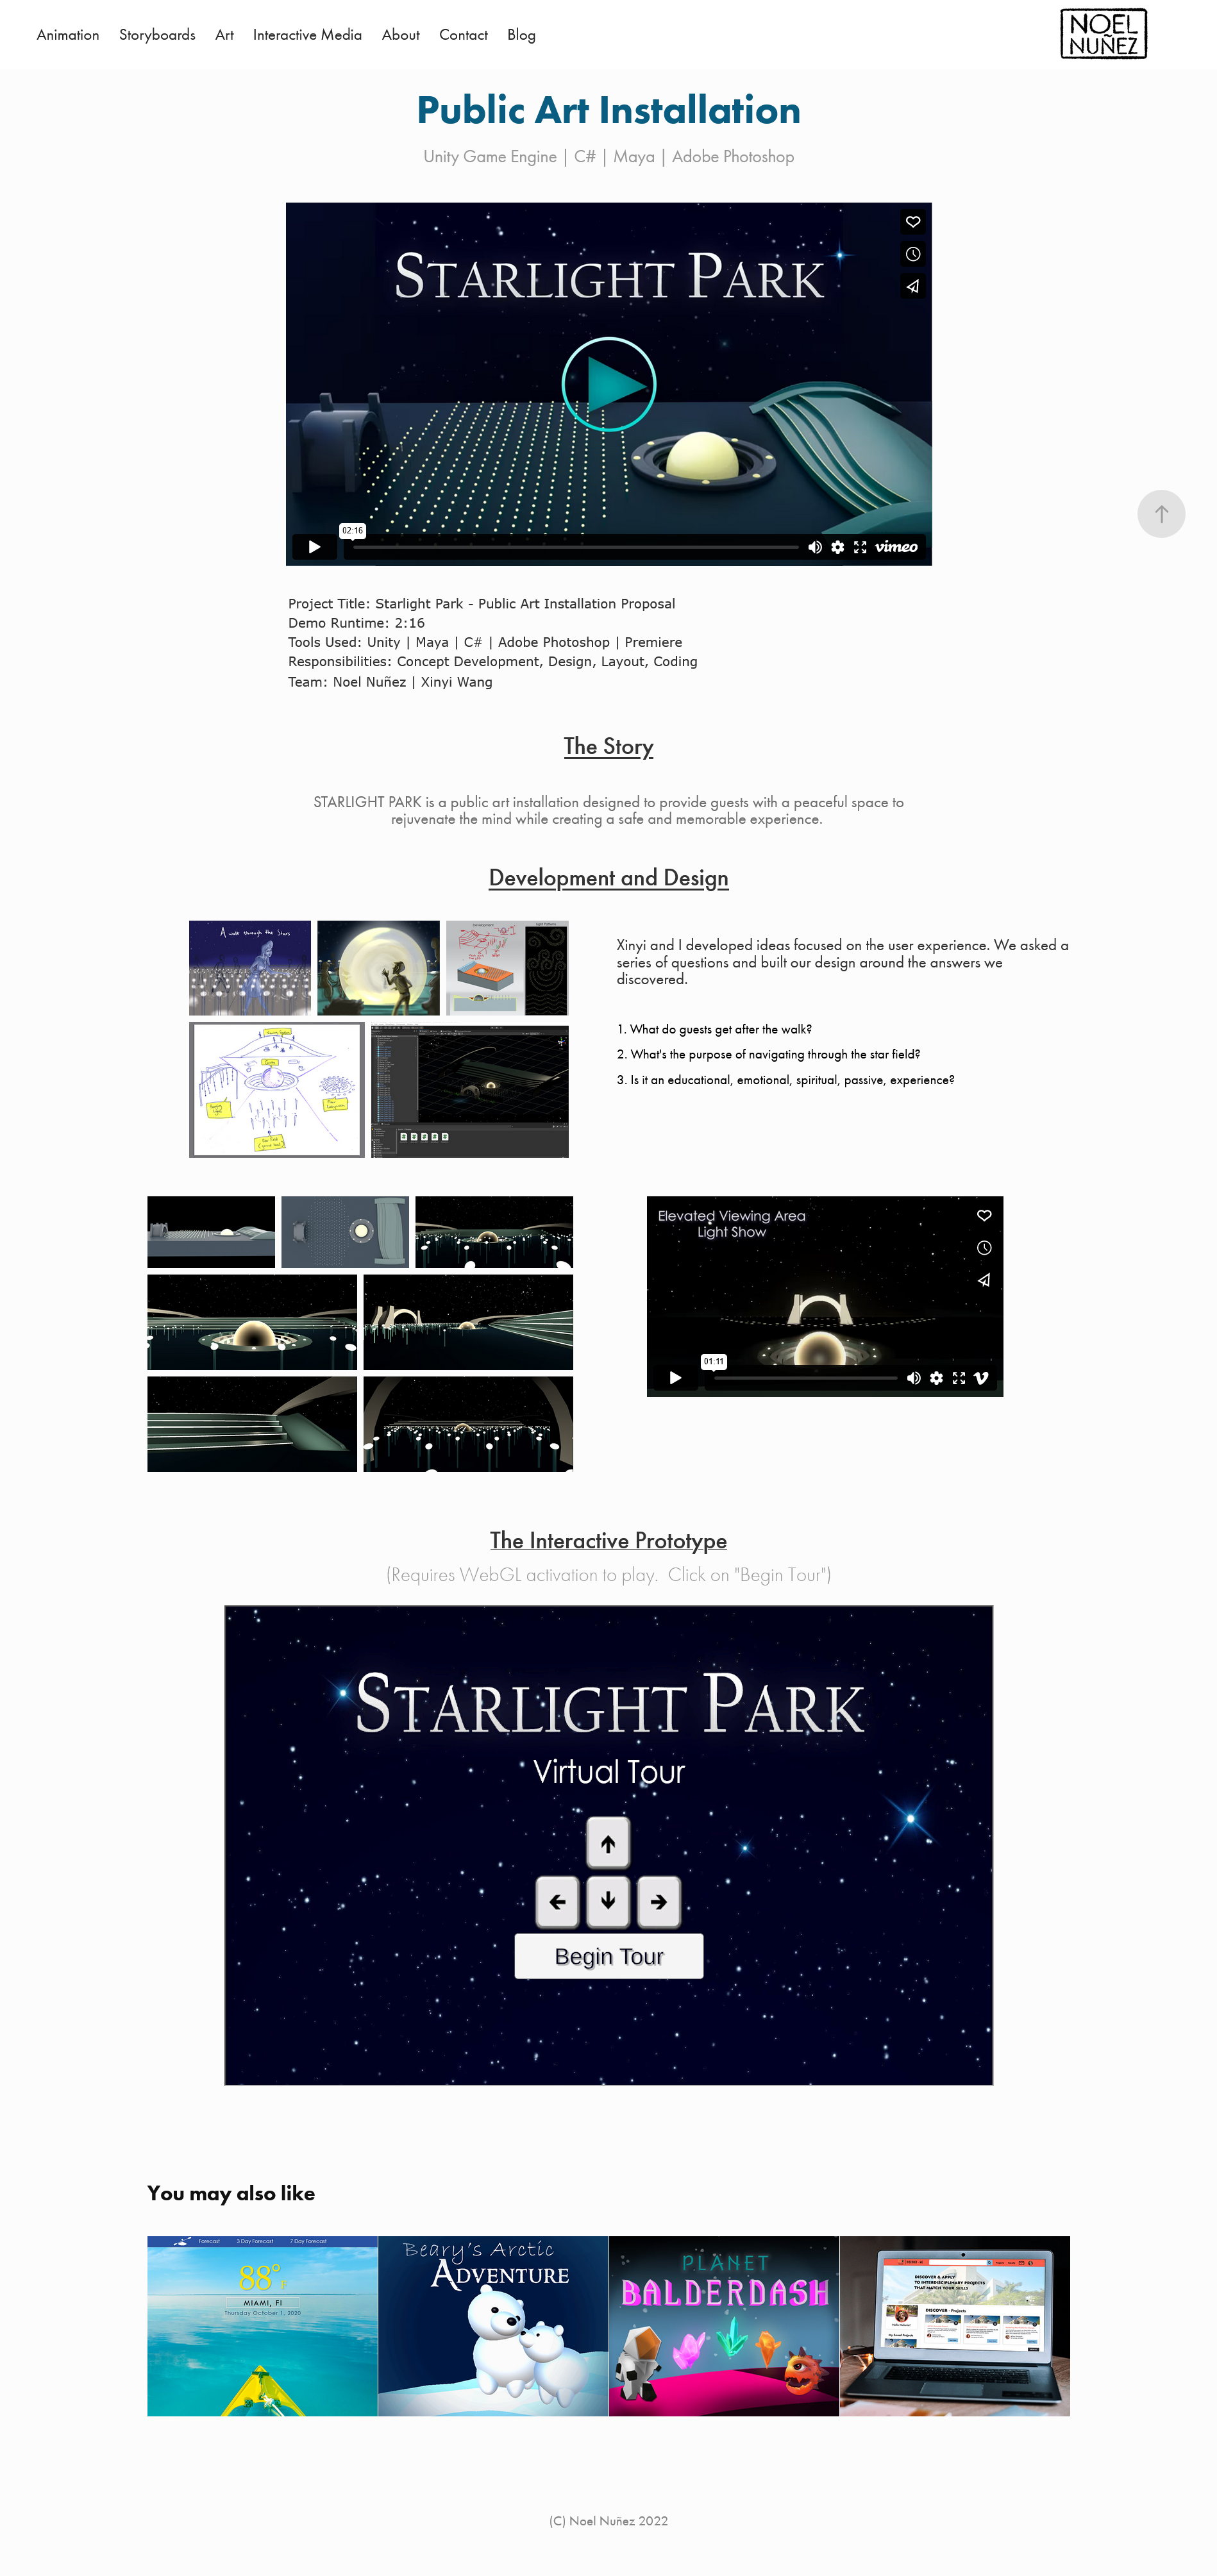 Animation Storyboards Art Interactive Media About Contact Blog
NOEL
NUÑEZ
Public Art Installation
Unity Game Engine | C# | Maya | Adobe Photoshop
STARLIGHT PARK
02:16
vimeo
Project Title: Starlight Park - Public Art Installation Proposal
Demo Runtime: 2:16
Tools Used: Unity | Maya | C# | Adobe Photoshop | Premiere
Responsibilities: Concept Development, Design, Layout, Coding
Team: Noel Nuñez | Xinyi Wang
The Story
STARLIGHT PARK is a public art installation designed to provide guests with a peaceful space to
rejuvenate the mind while creating a safe and memorable experience.
Development and Design
A walk through the Stars
Development
Light Patterns
Xinyi and I developed ideas focused on the user experience. We asked a
series of questions and built our design around the answers we
discovered.
1. What do guests get after the walk?
2. What's the purpose of navigating through the star field?
3. Is it an educational, emotional, spiritual, passive, experience?
Elevated Viewing Area
Light Show
01:11
The Interactive Prototype
(Requires WebGL activation to play.  Click on "Begin Tour")
STARLIGHT PARK
Virtual Tour
Begin Tour
You may also like
Forecast 3 Day Forecast 7 Day Forecast
88°F
MIAMI, Fl
Thursday October 1, 2020
Beary's Arctic
ADVENTURE
PLANET
BALDERDASH
DISCOVER & APPLY
TO INTERDISCIPLINARY PROJECTS
THAT MATCH YOUR SKILLS
DISCOVER - Projects
(C) Noel Nuñez 2022